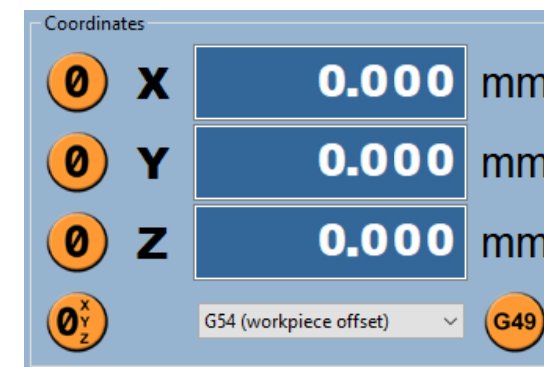 Coordinates
0 X 0.000 mm
0 Y 0.000 mm
0 Z 0.000 mm
0 X Y Z G54 (workpiece offset) G49